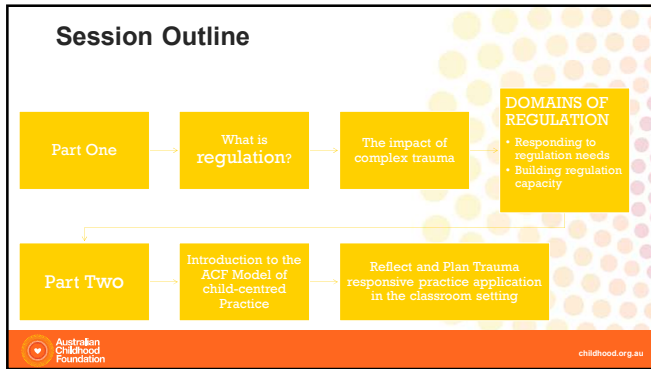 Session Outline
Part One
What is
regulation?
The impact of
complex trauma
DOMAINS OF
REGULATION
• Responding to
regulation needs
• Building regulation
capacity
Part Two
Introduction to the
ACF Model of
child-centred
Practice
Reflect and Plan Trauma
responsive practice application
in the classroom setting
Australian
Childhood
Foundation
childhood.org.au